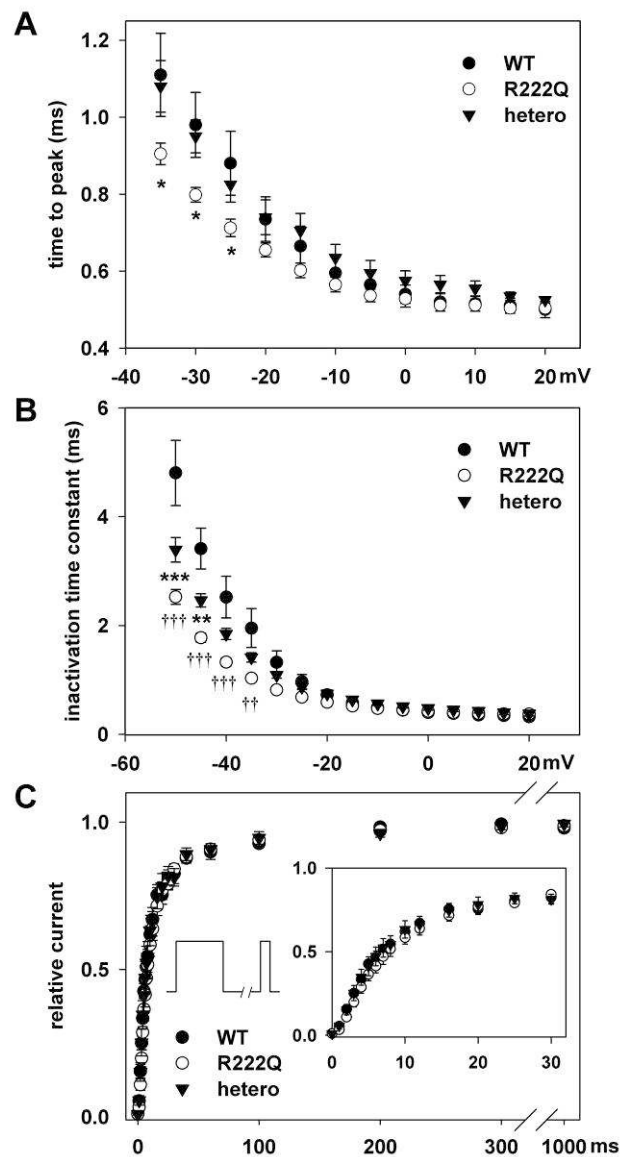 A
1.2
WT
R222Q
hetero
1.0
time to peak (ms)
0.8
* * *
0.6
0.4
-40 -30 -20 -10 0 10 20 mV
B
6
WT
R222Q
hetero
inactivation time constant (ms)
4
***
**
†††
2
†††
†††
††
0
-60 -40 -20 0 20 mV
C
1.0
relative current
0.5
WT
R222Q
hetero
0.0
1.0
0.5
0.0
0 10 20 30
0 100 200 300 1000 ms